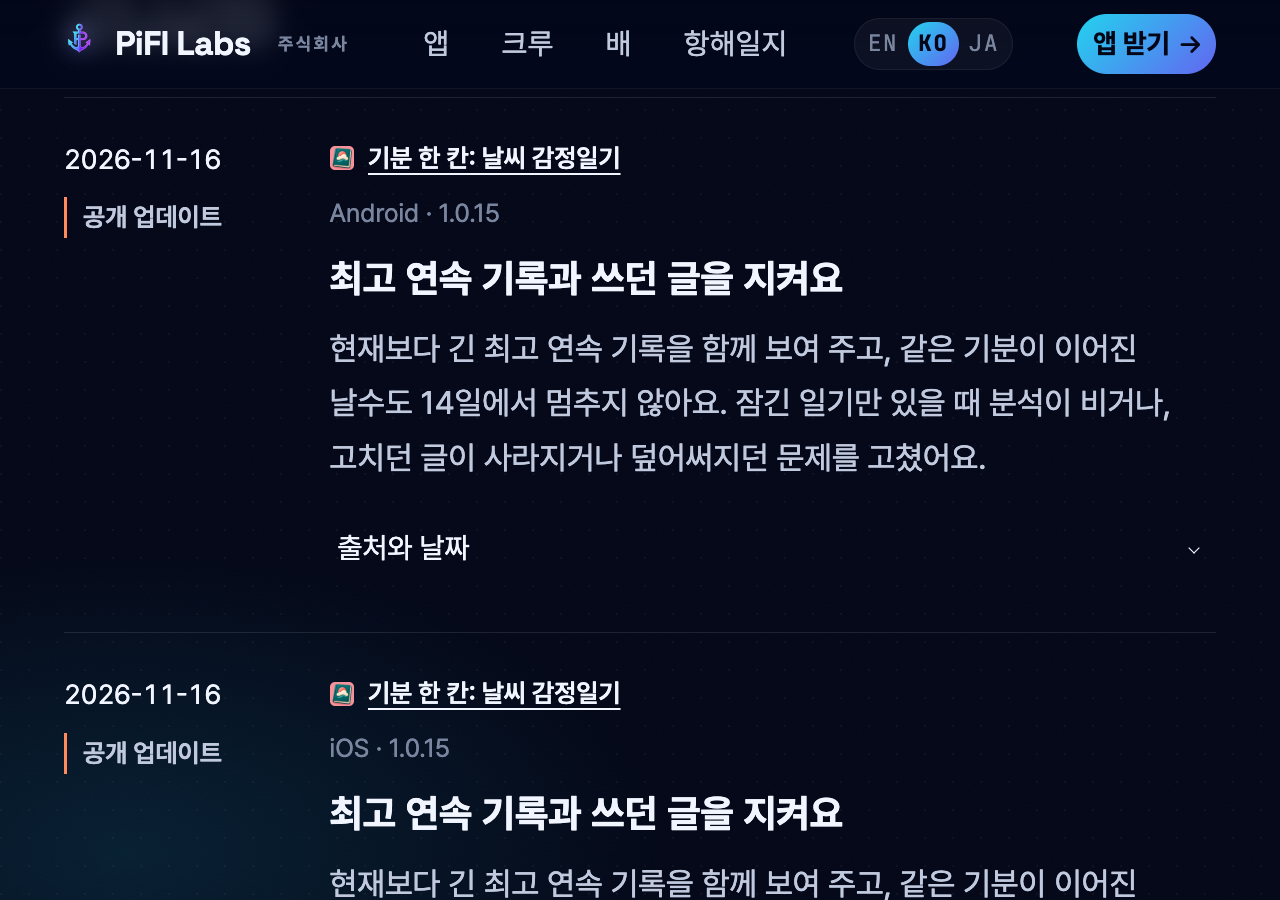 PiFI Labs 주식회사 앱 크루 배 항해일지 EN KO JA 앱 받기 →
2026-11-16
공개 업데이트
기분 한 칸: 날씨 감정일기
Android · 1.0.15
최고 연속 기록과 쓰던 글을 지켜요
현재보다 긴 최고 연속 기록을 함께 보여 주고, 같은 기분이 이어진
날수도 14일에서 멈추지 않아요. 잠긴 일기만 있을 때 분석이 비거나,
고치던 글이 사라지거나 덮어써지던 문제를 고쳤어요.
출처와 날짜
2026-11-16
공개 업데이트
기분 한 칸: 날씨 감정일기
iOS · 1.0.15
최고 연속 기록과 쓰던 글을 지켜요
현재보다 긴 최고 연속 기록을 함께 보여 주고, 같은 기분이 이어진